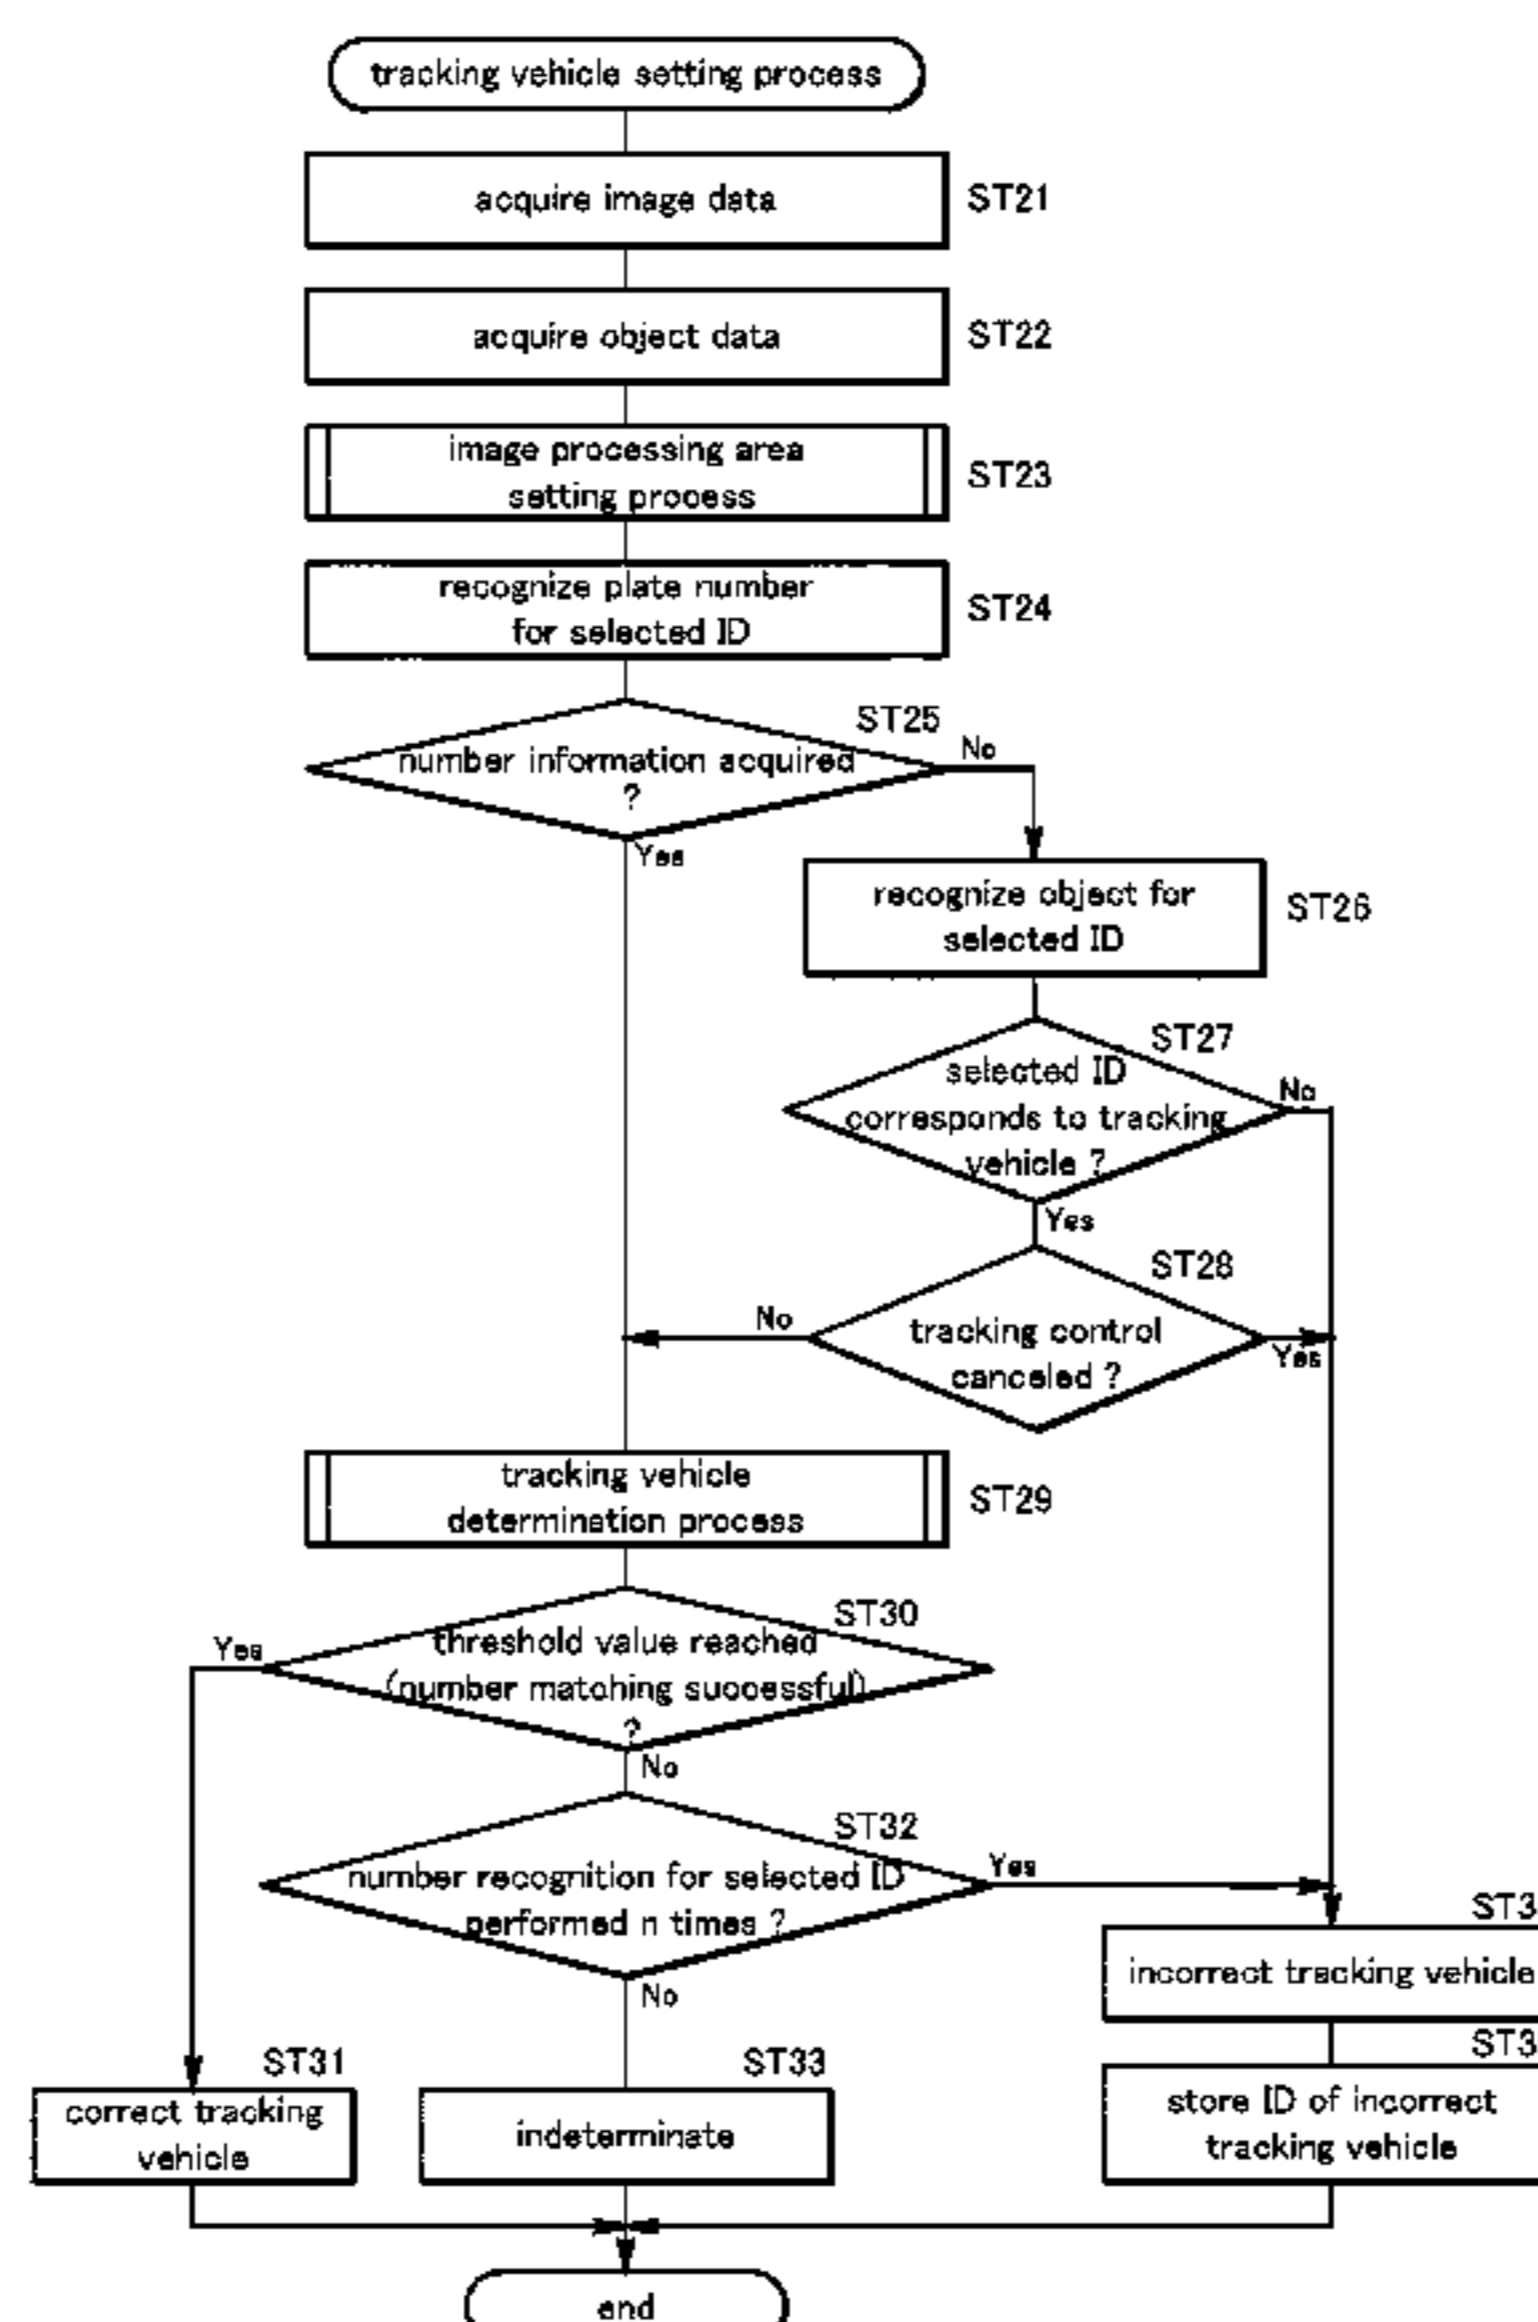 tracking vehicle setting process
acquire image data
ST21
acquire object data
ST22
image processing area
setting process
ST23
recognize plate number
for selected ID
ST24
ST25
number information acquired
?
No
Yes
recognize object for
selected ID
ST26
ST27
selected ID
corresponds to tracking
vehicle ?
No
Yes
ST28
tracking control
canceled ?
No
Yes
tracking vehicle
determination process
ST29
ST30
threshold value reached
(number matching successful)
?
Yes
No
ST32
number recognition for selected ID
performed n times ?
Yes
No
ST3
incorrect tracking vehicle
ST3
store ID of incorrect
tracking vehicle
ST31
correct tracking
vehicle
ST33
indeterminate
end